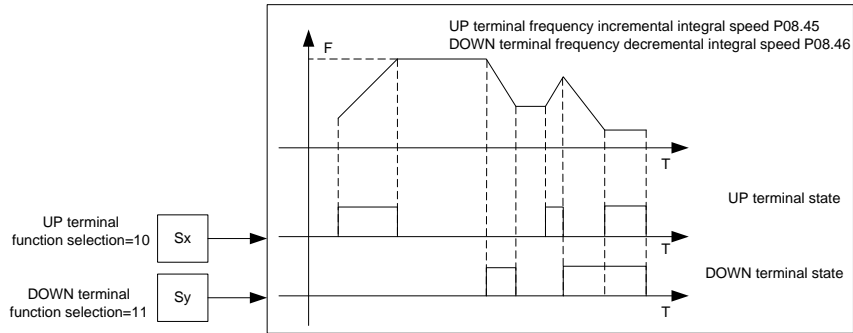 UP terminal frequency incremental integral speed P08.45
DOWN terminal frequency decremental integral speed P08.46
F
T
UP terminal state
UP terminal
function selection=10
Sx
T
DOWN terminal state
DOWN terminal
function selection=11
Sy
T